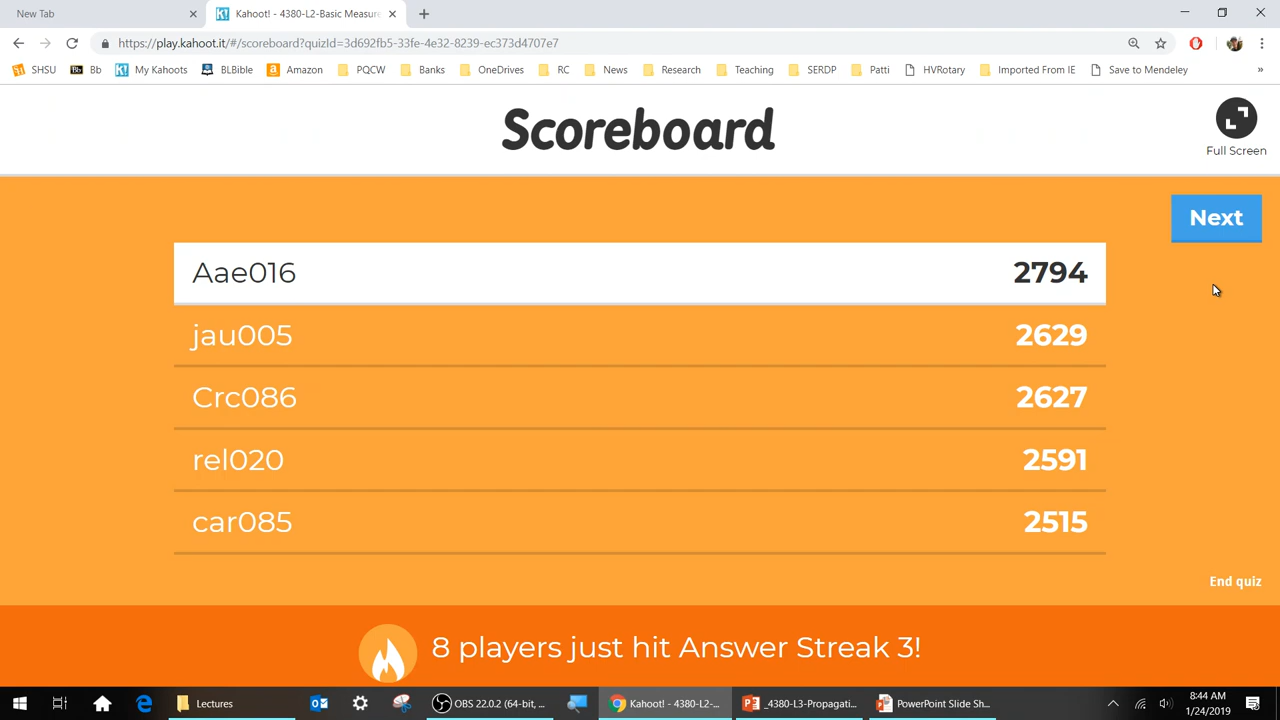 New Tab
Kahoot! - 4380-L2-Basic Measure
https://play.kahoot.it/#/scoreboard?quizId=3d692fb5-33fe-4e32-8239-ec373d4707e7
SHSU Bb My Kahoots BLBible Amazon PQCW Banks OneDrives RC News Research Teaching SERDP Patti HVRotary Imported From IE Save to Mendeley »
Scoreboard
Full Screen
Next
Aae016 2794
jau005 2629
Crc086 2627
rel020 2591
car085 2515
End quiz
8 players just hit Answer Streak 3!
Lectures
OBS 22.0.2 (64-bit, ...
Kahoot! - 4380-L2-...
_4380-L3-Propagati...
PowerPoint Slide Sh...
8:44 AM
1/24/2019